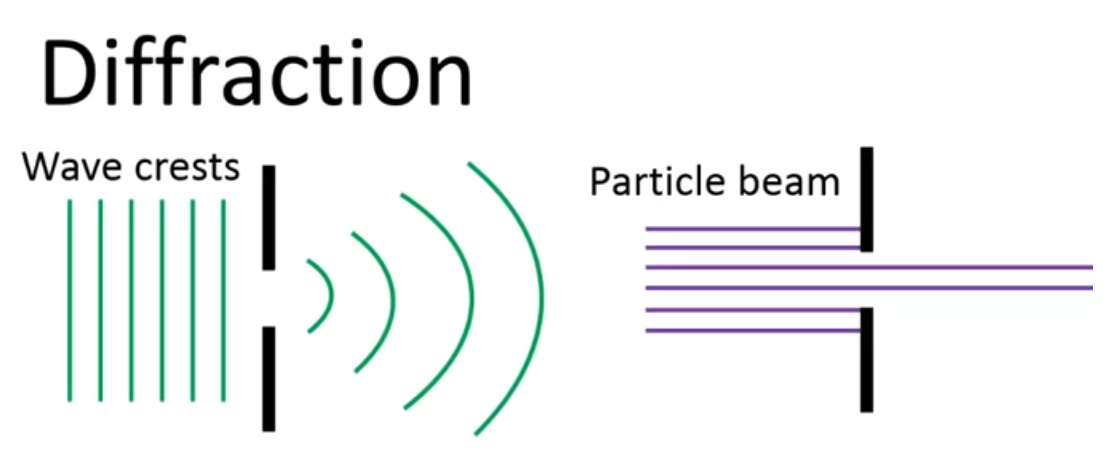 Diffraction
Wave crests
Particle beam